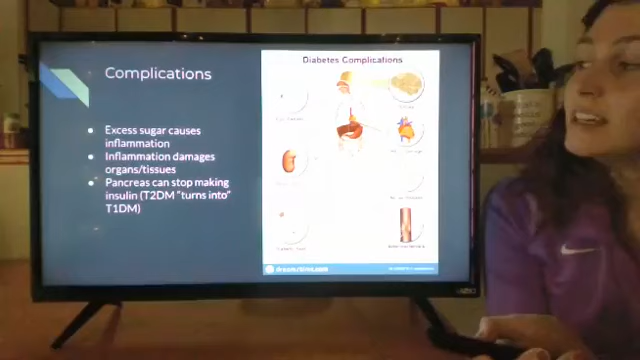 Complications
● Excess sugar causes
inflammation
● Inflammation damages
organs/tissues
● Pancreas can stop making
insulin (T2DM "turns into"
T1DM)
Diabetes Complications
dreamstime.com
VIZIO